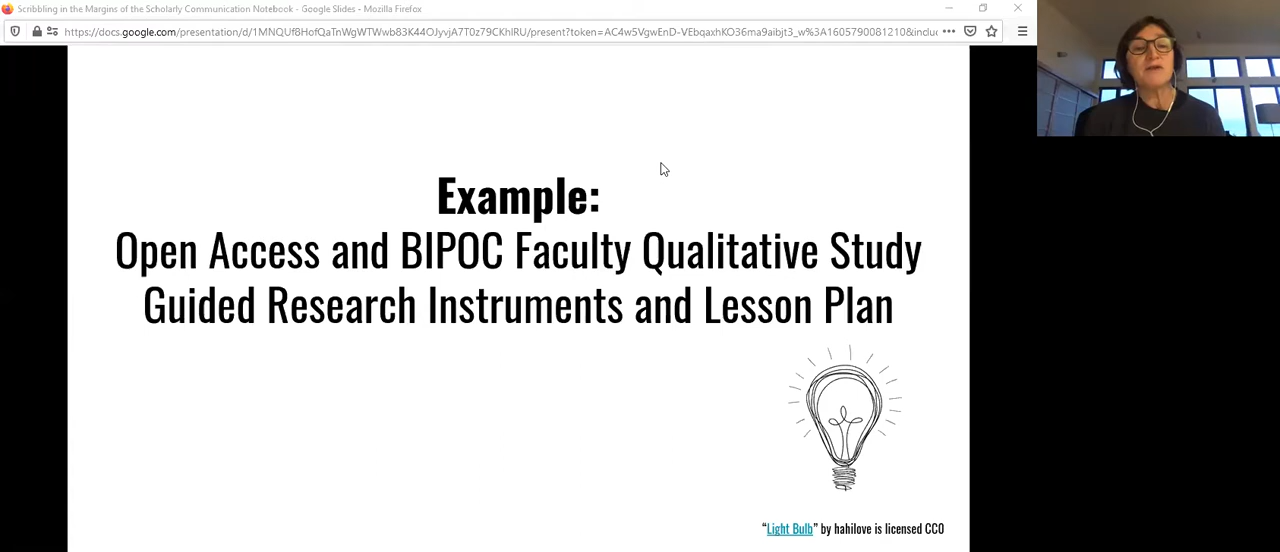 Scribbling in the Margins of the Scholarly Communication Notebook - Google Slides - Mozilla Firefox
Example:
Open Access and BIPOC Faculty Qualitative Study
Guided Research Instruments and Lesson Plan
"Light Bulb" by hahilove is licensed CC0